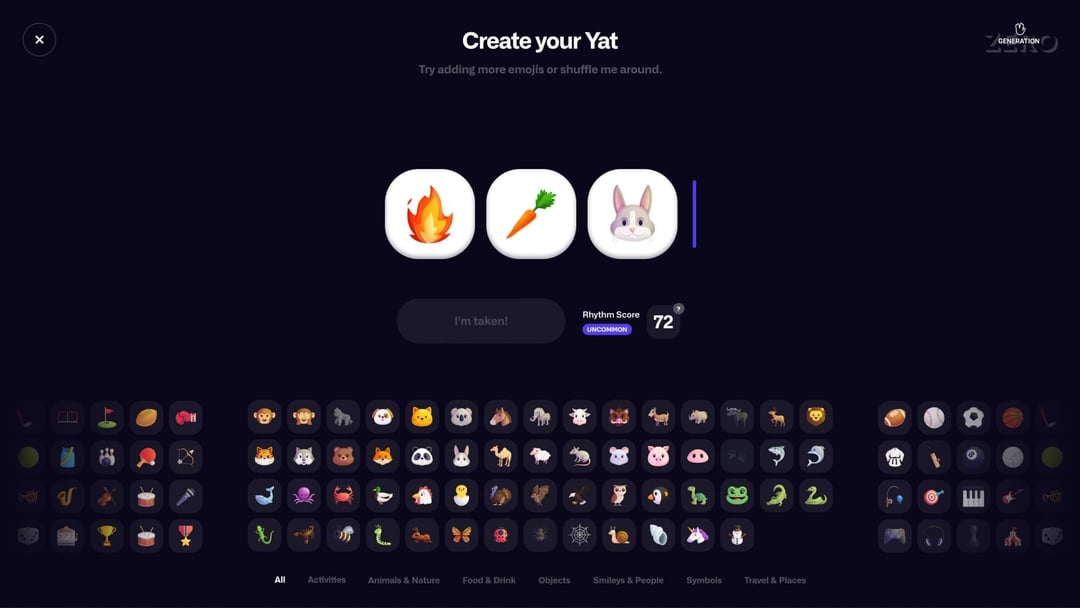 Create your Yat
GENERATION
ZERO
Try adding more emojis or shuffle me around.
I'm taken!
Rhythm Score
UNCOMMON
72
?
All
Activities
Animals & Nature
Food & Drink
Objects
Smileys & People
Symbols
Travel & Places